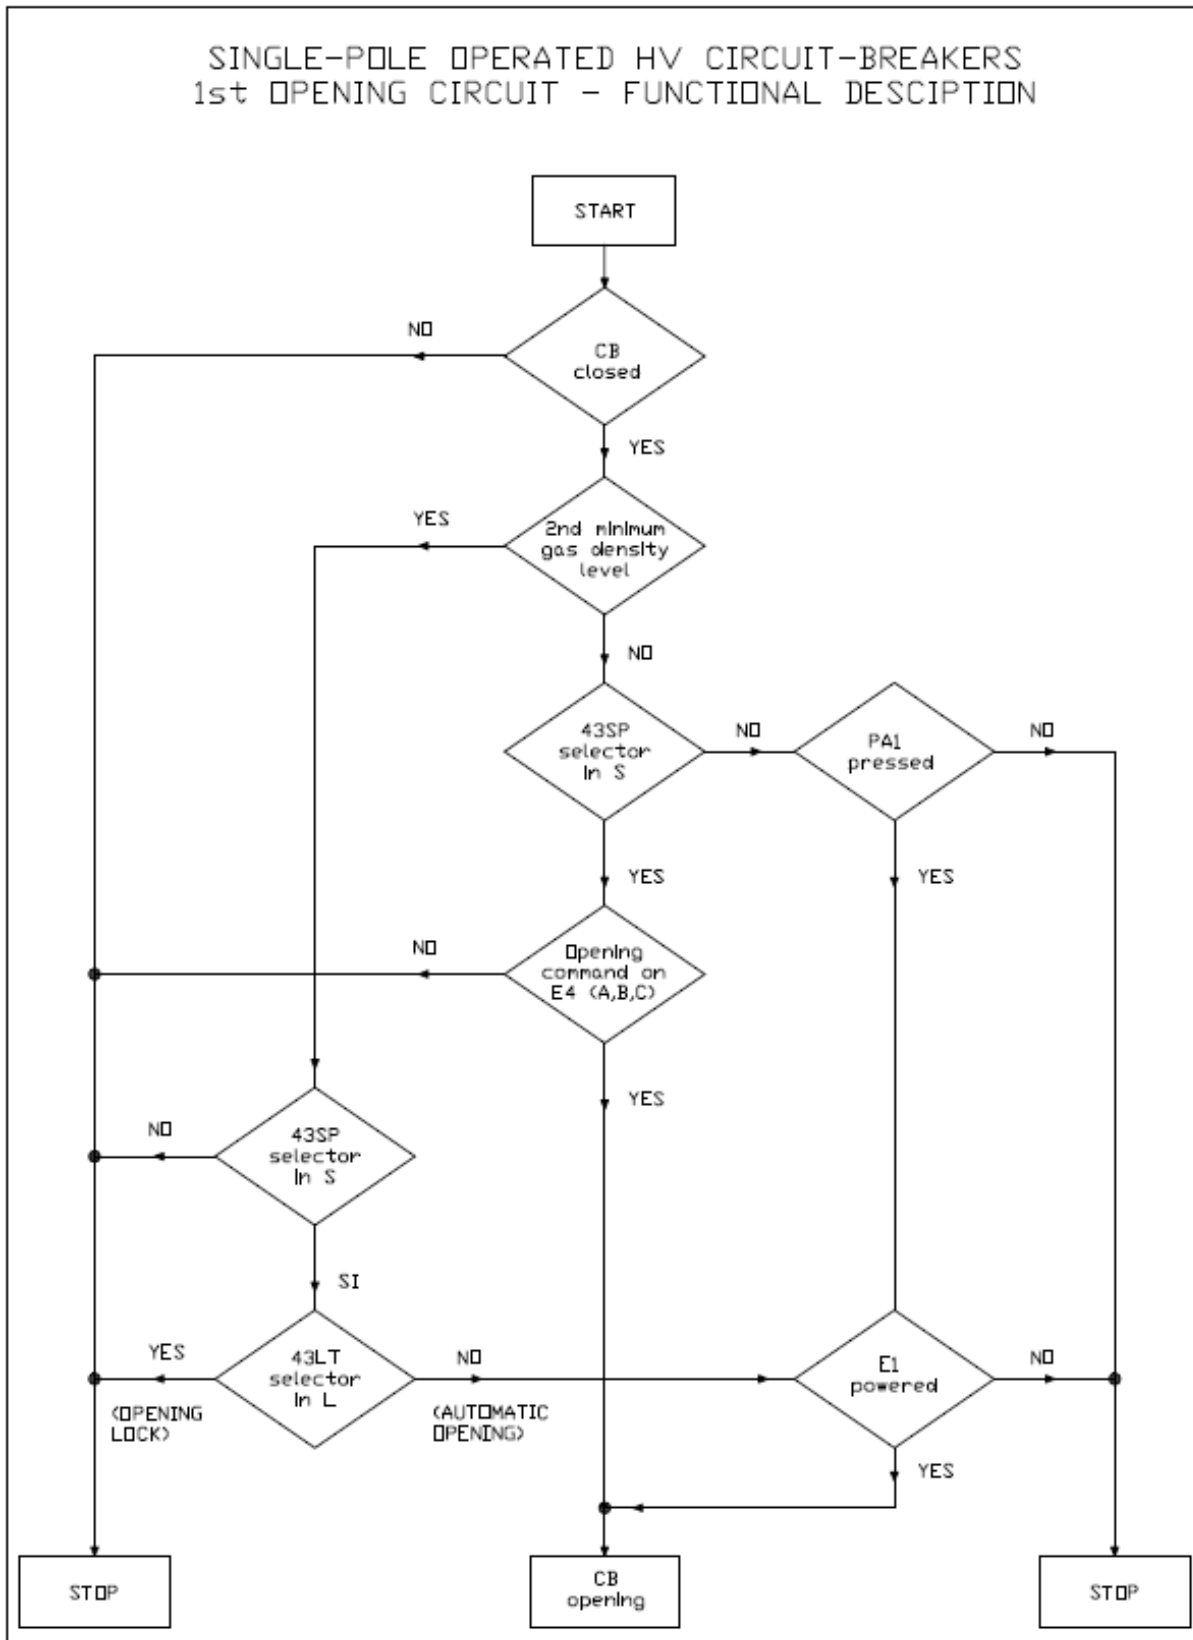 SINGLE-POLE OPERATED HV CIRCUIT-BREAKERS
1st OPENING CIRCUIT - FUNCTIONAL DESCIPTION
START
NO
CB
closed
YES
YES
2nd minimum
gas density
level
NO
43SP
selector
in S
NO
PA1
pressed
NO
YES
YES
NO
Opening
command on
E4 (A,B,C)
YES
NO
43SP
selector
in S
SI
YES
43LT
selector
in L
NO
E1
powered
NO
(OPENING
LOCK)
(AUTOMATIC
OPENING)
YES
STOP
CB
opening
STOP